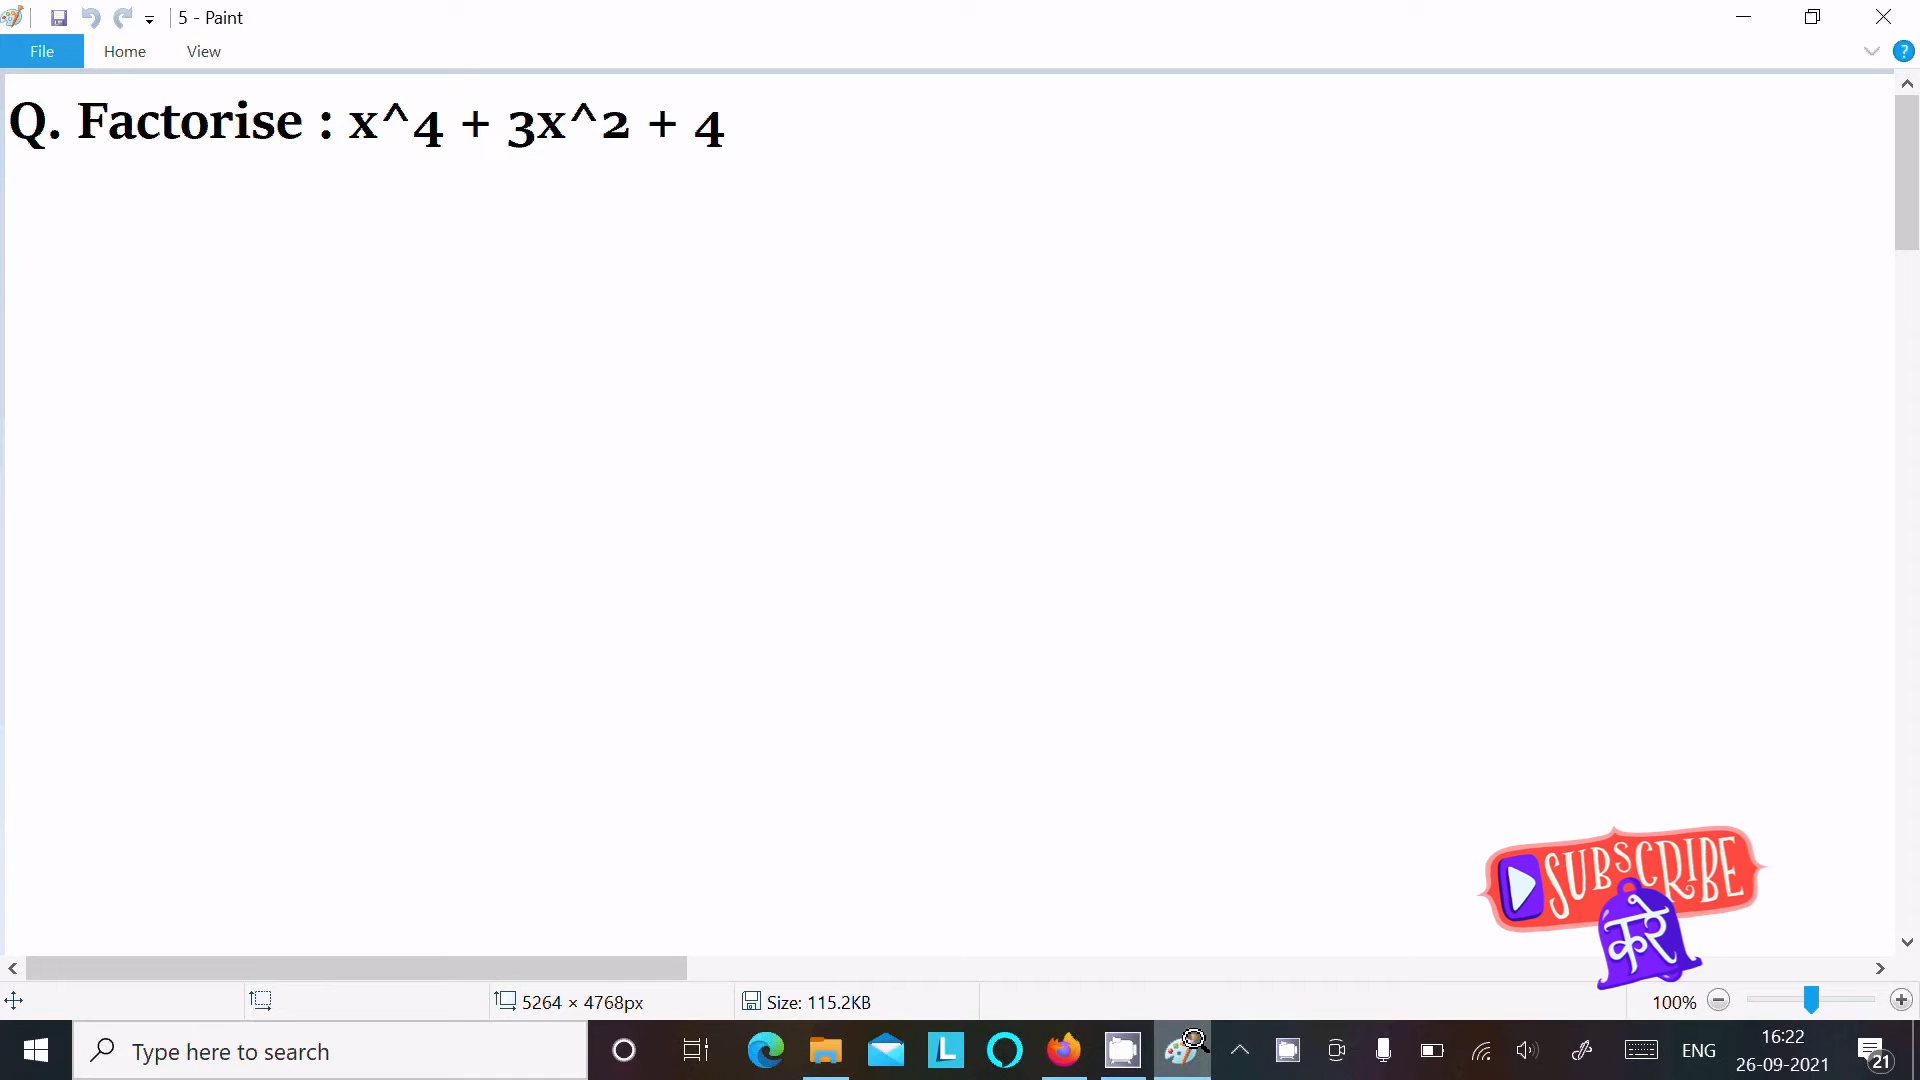 5 - Paint
File Home View
Q. Factorise : x^4 + 3x^2 + 4
SUBSCRIBE
करे
5264 × 4768px Size: 115.2KB 100%
Type here to search
L
ENG
16:22
26-09-2021
21